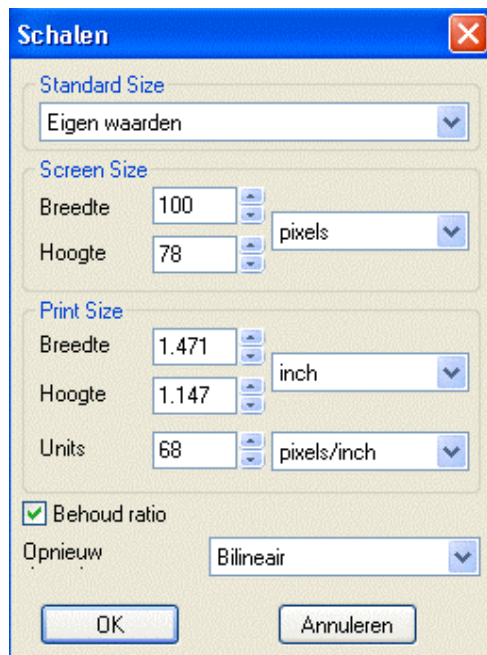 Schalen
Standard Size
Eigen waarden
Screen Size
Breedte 100
pixels
Hoogte 78
Print Size
Breedte 1.471
inch
Hoogte 1.147
Units 68 pixels/inch
Behoud ratio
Opnieuw Bilineair
OK Annuleren